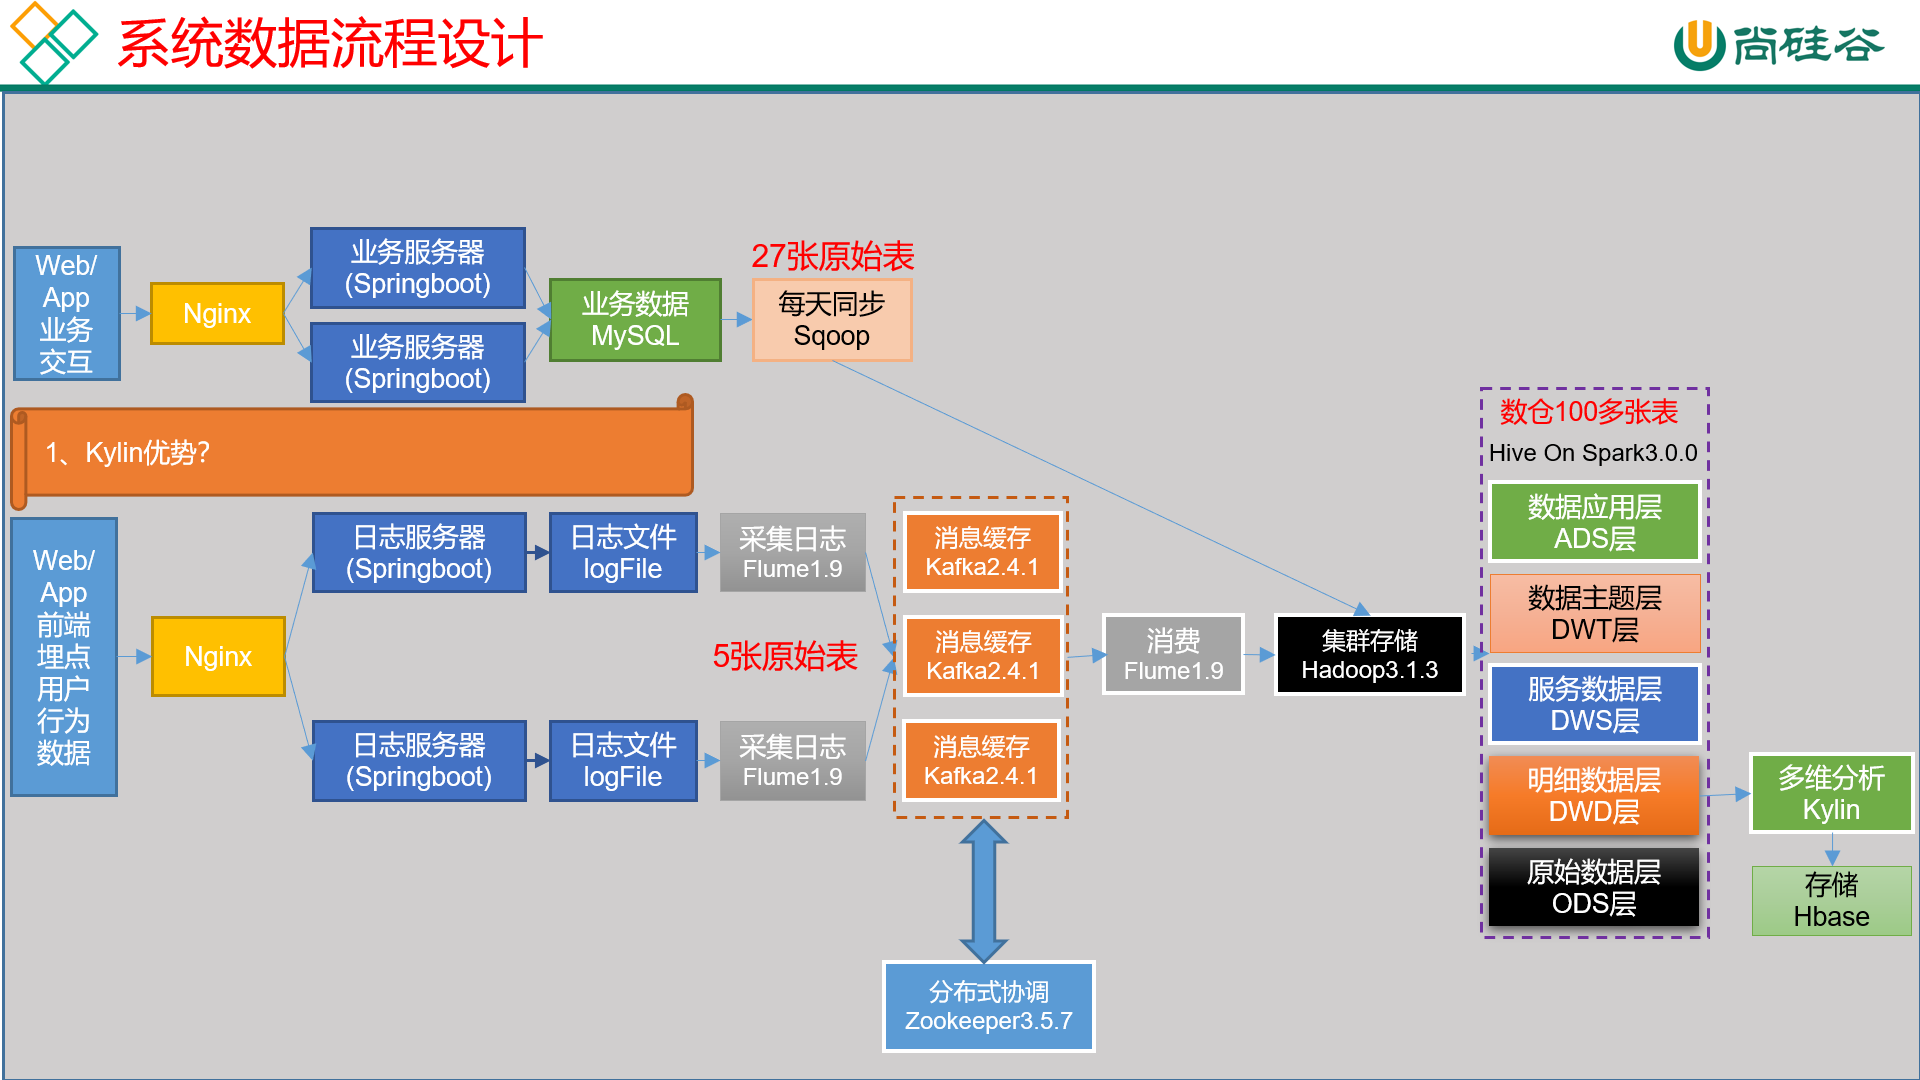 系统数据流程设计
尚硅谷
Web/
App
业务
交互
Nginx
业务服务器
(Springboot)
业务服务器
(Springboot)
业务数据
MySQL
27张原始表
每天同步
Sqoop
1、Kylin优势?
Web/
App
前端
埋点
用户
行为
数据
Nginx
日志服务器
(Springboot)
日志文件
logFile
采集日志
Flume1.9
日志服务器
(Springboot)
日志文件
logFile
采集日志
Flume1.9
5张原始表
消息缓存
Kafka2.4.1
消息缓存
Kafka2.4.1
消息缓存
Kafka2.4.1
分布式协调
Zookeeper3.5.7
消费
Flume1.9
集群存储
Hadoop3.1.3
数仓100多张表
Hive On Spark3.0.0
数据应用层
ADS层
数据主题层
DWT层
服务数据层
DWS层
明细数据层
DWD层
原始数据层
ODS层
多维分析
Kylin
存储
Hbase